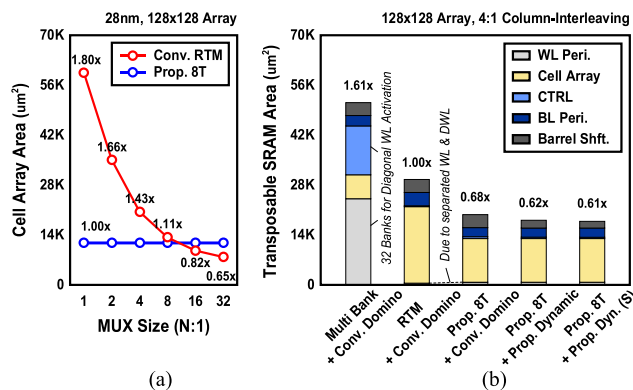 (a)
28nm, 128x128 Array
Cell Array Area (um²)
70K
56K
42K
28K
14K
0
Conv. RTM
Prop. 8T
1.80x
1.66x
1.43x
1.11x
0.82x
0.65x
1.00x
1 2 4 8 16 32
MUX Size (N:1)
(a)
(b)
128x128 Array, 4:1 Column-Interleaving
Transposable SRAM Area (um²)
70K
56K
42K
28K
14K
0
WL Peri.
Cell Array
CTRL
BL Peri.
Barrel Shft.
1.61x
1.00x
0.68x
0.62x
0.61x
32 Banks for Diagonal WL Activation
Due to separated WL & DWL
Multi Bank
+ Conv. Domino
RTM
+ Conv. Domino
Prop. 8T
+ Conv. Domino
Prop. 8T
+ Prop. Dynamic
Prop. 8T
+ Prop. Dyn. (S)
(b)